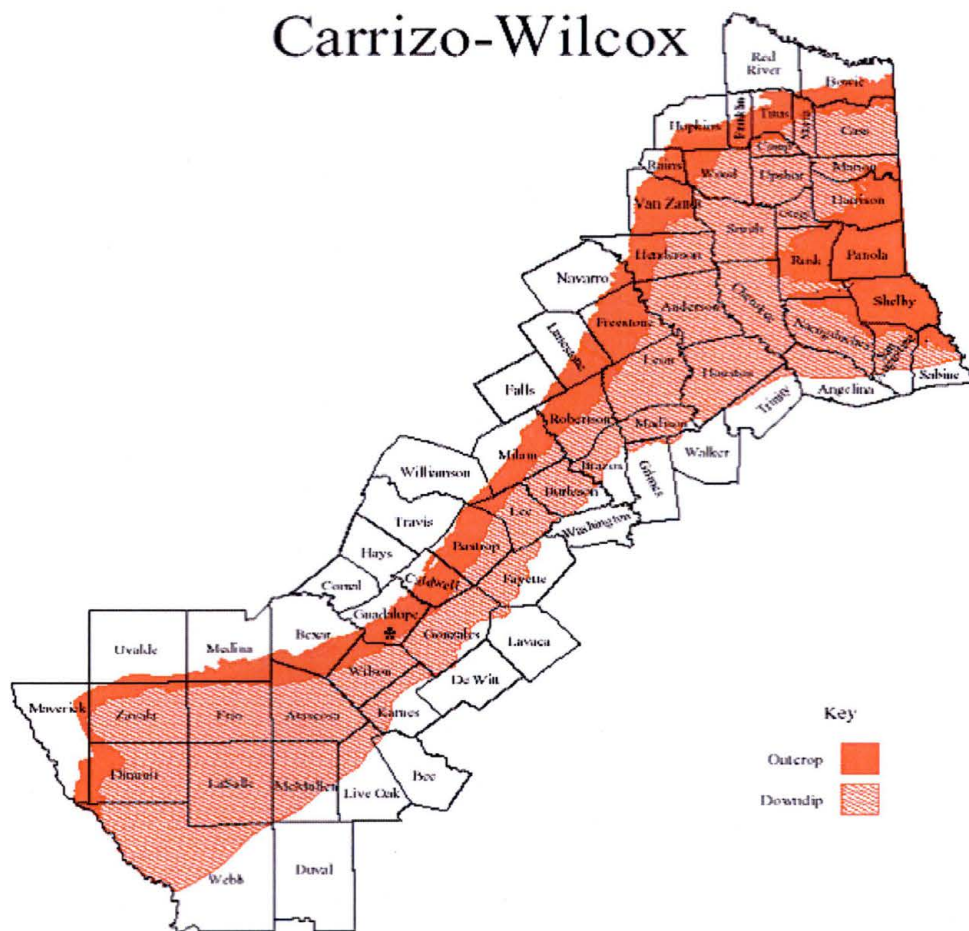 Carrizo-Wilcox
Red
River
Bowie
Hopkins
Franklin
Titus
Morris
Cass
Rains
Wood
Camp
Upshur
Marion
Harrison
Van Zandt
Smith
Gregg
Henderson
Rusk
Panola
Navarro
Anderson
Cherokee
Shelby
Freestone
Nacogdoches
San
Augustine
Limestone
Leon
Houston
Sabine
Falls
Angelina
Trinity
Robertson
Madison
Milam
Walker
Williamson
Brazos
Grimes
Burleson
Lee
Travis
Washington
Bastrop
Hays
Caldwell
Fayette
Comal
Guadalupe
Bexar
Gonzales
Lavaca
Uvalde
Medina
Wilson
De Witt
Maverick
Zavala
Frio
Atascosa
Karnes
Key
Dimmit
LaSalle
McMullen
Live Oak
Bee
Outcrop
Downdip
Webb
Duval